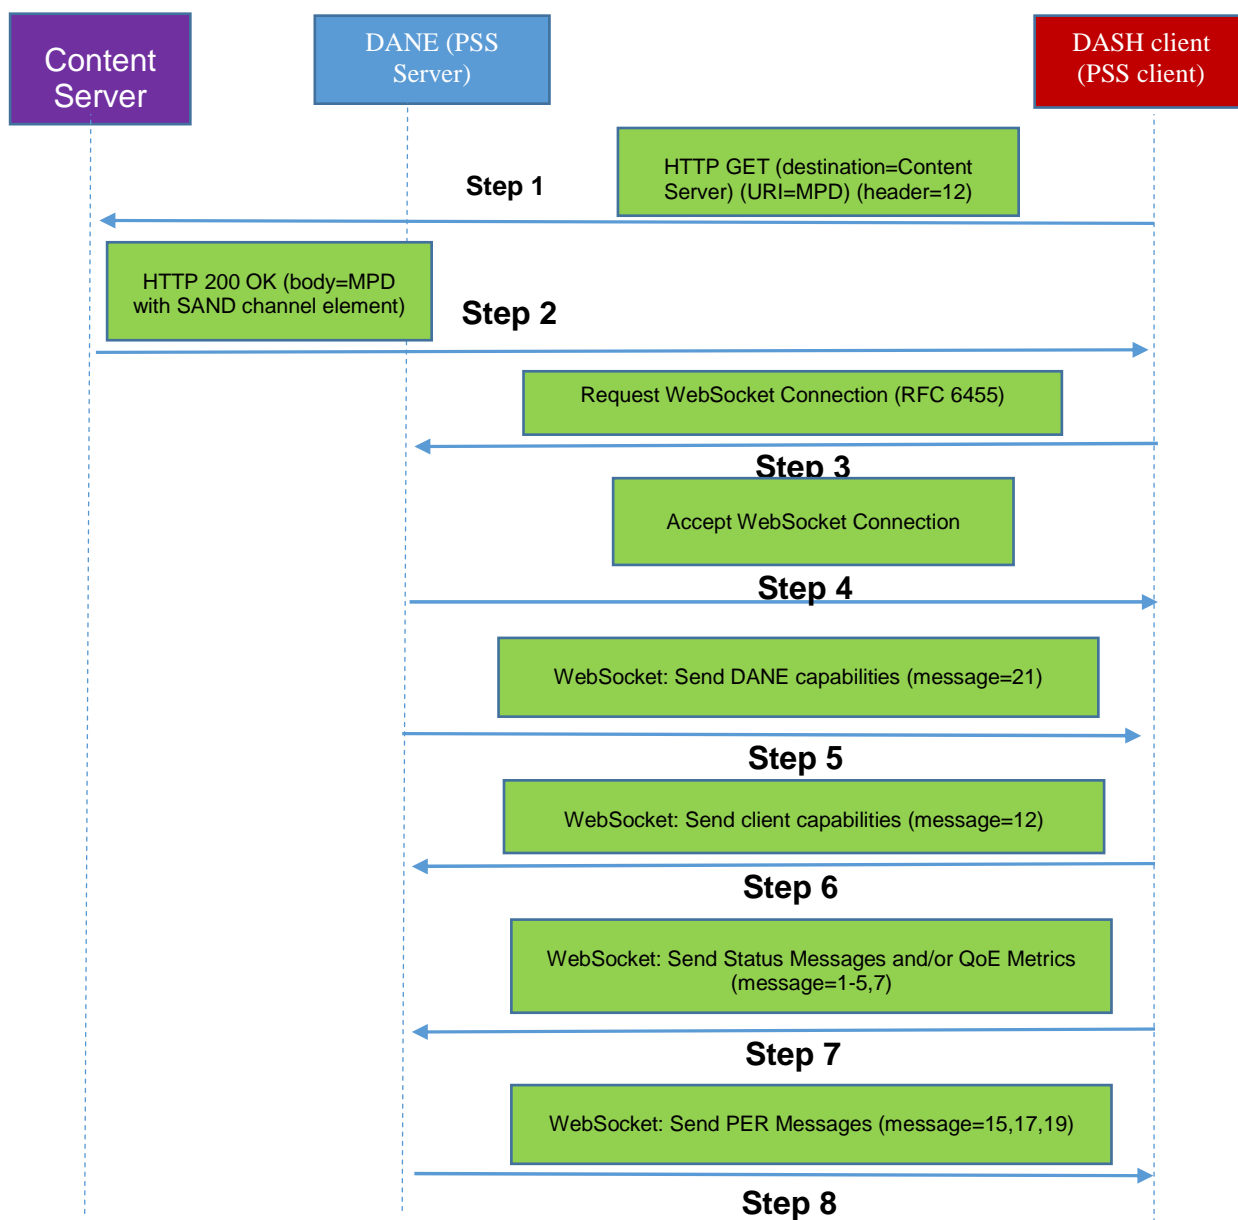 Content
Server
DANE (PSS
Server)
DASH client
(PSS client)
HTTP GET (destination=Content
Server) (URI=MPD) (header=12)
Step 1
HTTP 200 OK (body=MPD
with SAND channel element)
Step 2
Request WebSocket Connection (RFC 6455)
Step 3
Accept WebSocket Connection
Step 4
WebSocket: Send DANE capabilities (message=21)
Step 5
WebSocket: Send client capabilities (message=12)
Step 6
WebSocket: Send Status Messages and/or QoE Metrics
(message=1-5,7)
Step 7
WebSocket: Send PER Messages (message=15,17,19)
Step 8